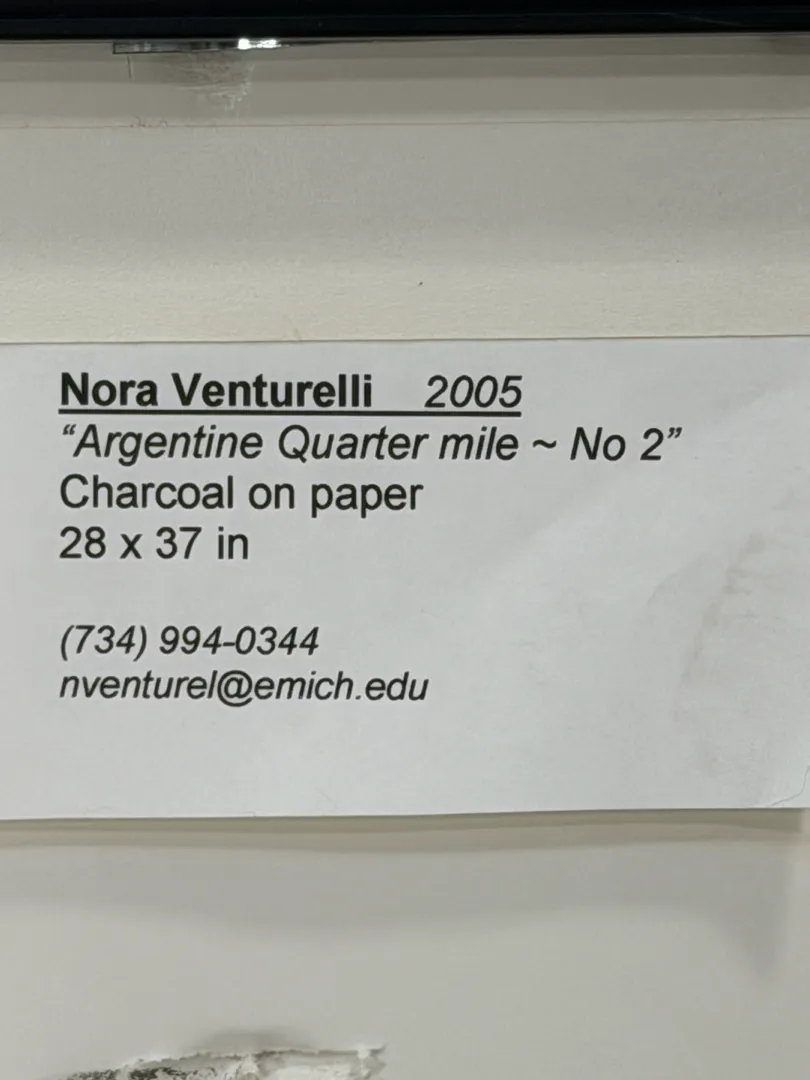 Nora Venturelli 2005
“Argentine Quarter mile ~ No 2”
Charcoal on paper
28 x 37 in
(734) 994-0344
nventurel@emich.edu